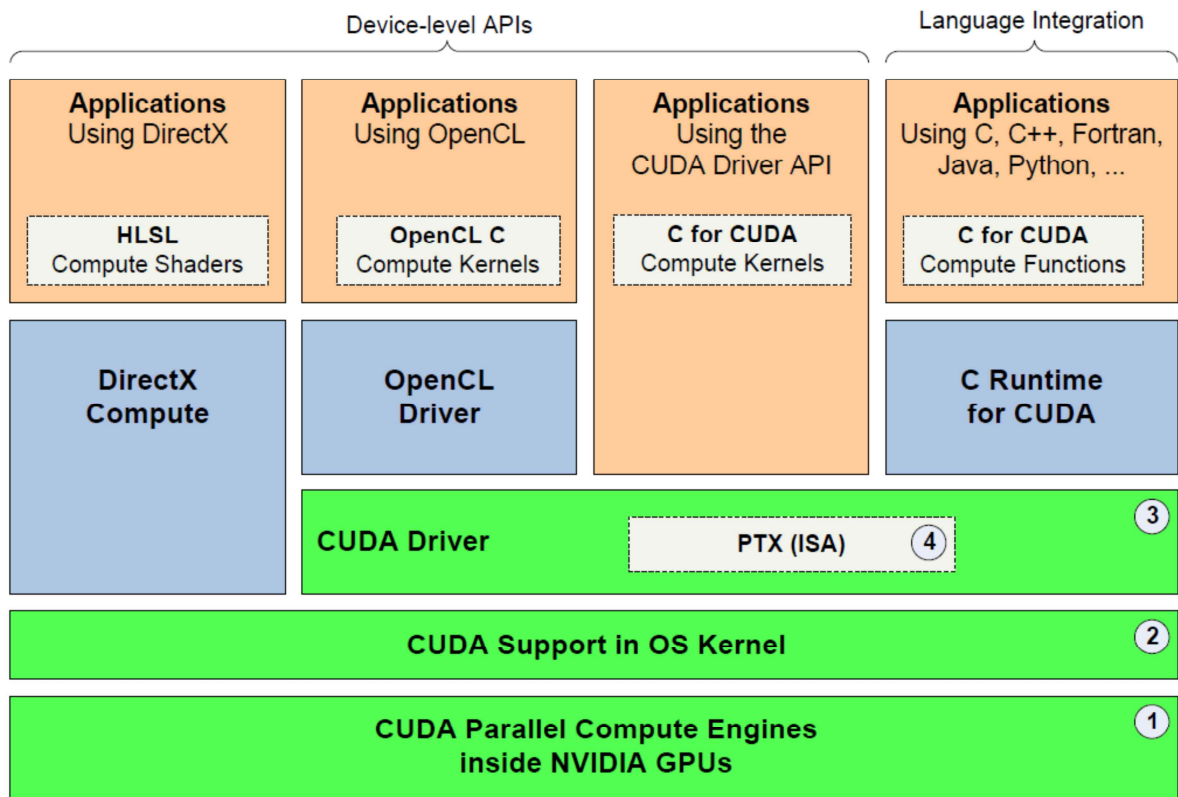 Device-level APIs
Language Integration
Applications
Using DirectX
HLSL
Compute Shaders
Applications
Using OpenCL
OpenCL C
Compute Kernels
Applications
Using the
CUDA Driver API
C for CUDA
Compute Kernels
Applications
Using C, C++, Fortran,
Java, Python, ...
C for CUDA
Compute Functions
DirectX
Compute
OpenCL
Driver
C Runtime
for CUDA
3
CUDA Driver
PTX (ISA)
4
CUDA Support in OS Kernel
2
CUDA Parallel Compute Engines
inside NVIDIA GPUs
1